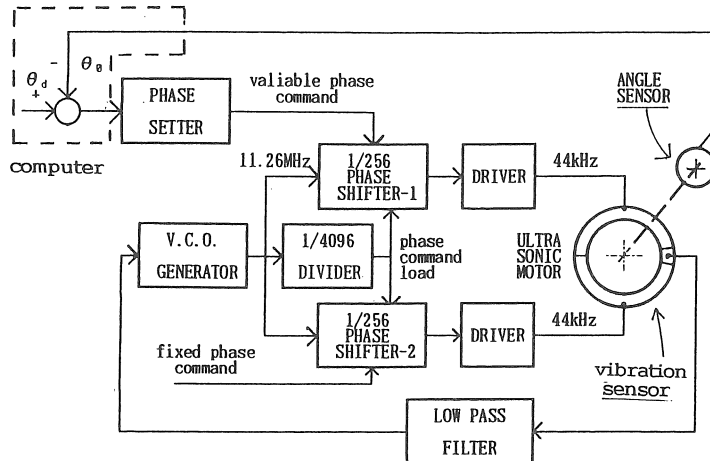 -
θ₀
θd
+
computer
PHASE
SETTER
valiable phase
command
11.26MHz
1/256
PHASE
SHIFTER-1
DRIVER
44kHz
ANGLE
SENSOR
V.C.O.
GENERATOR
1/4096
DIVIDER
phase
command
load
ULTRA
SONIC
MOTOR
1/256
PHASE
SHIFTER-2
DRIVER
44kHz
fixed phase
command
vibration
sensor
LOW PASS
FILTER